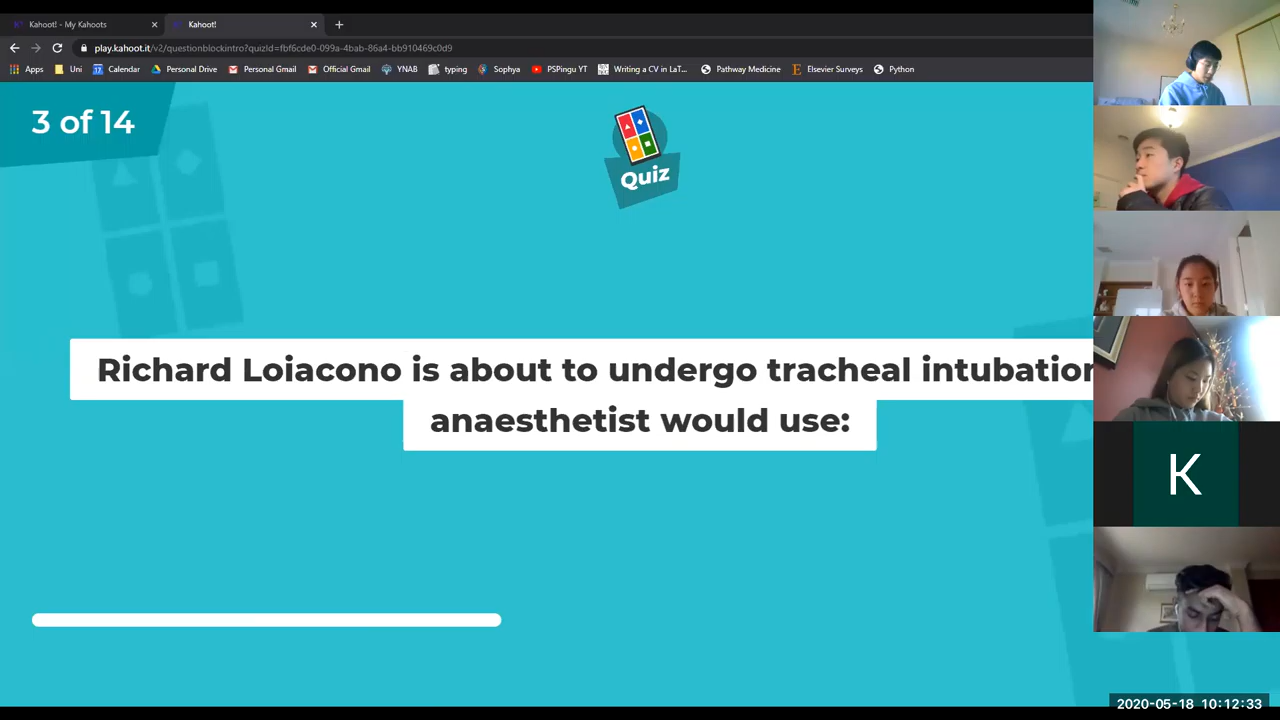 Kahoot! - My Kahoots
Kahoot!
play.kahoot.it/v2/questionblockintro?quizId=fbf6cde0-099a-4bab-86a4-bb910469c0d9
Apps Uni Calendar Personal Drive Personal Gmail Official Gmail YNAB typing Sophya PSPingu YT Writing a CV in LaT... Pathway Medicine Elsevier Surveys Python
3 of 14
Quiz
Richard Loiacono is about to undergo tracheal intubation
anaesthetist would use:
K
2020-05-18 10:12:33